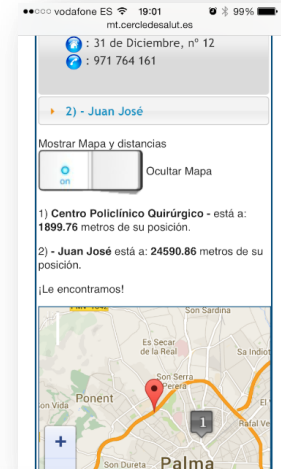 vodafone ES 19:01 99%
mt.cercledesalut.es
: 31 de Diciembre, nº 12
: 971 764 161
2) - Juan José
Mostrar Mapa y distancias
on
Ocultar Mapa
1) Centro Policlínico Quirúrgico - está a:
1899.76 metros de su posición.
2) - Juan José está a: 24590.86 metros de su
posición.
¡Le encontramos!
Son Sardina
Es Secar
de la Real
Sa Indiot
Son Serra
Perera
Ponent
on Vida
El
1
Rafal Ve
+
Son Dureta
Palma